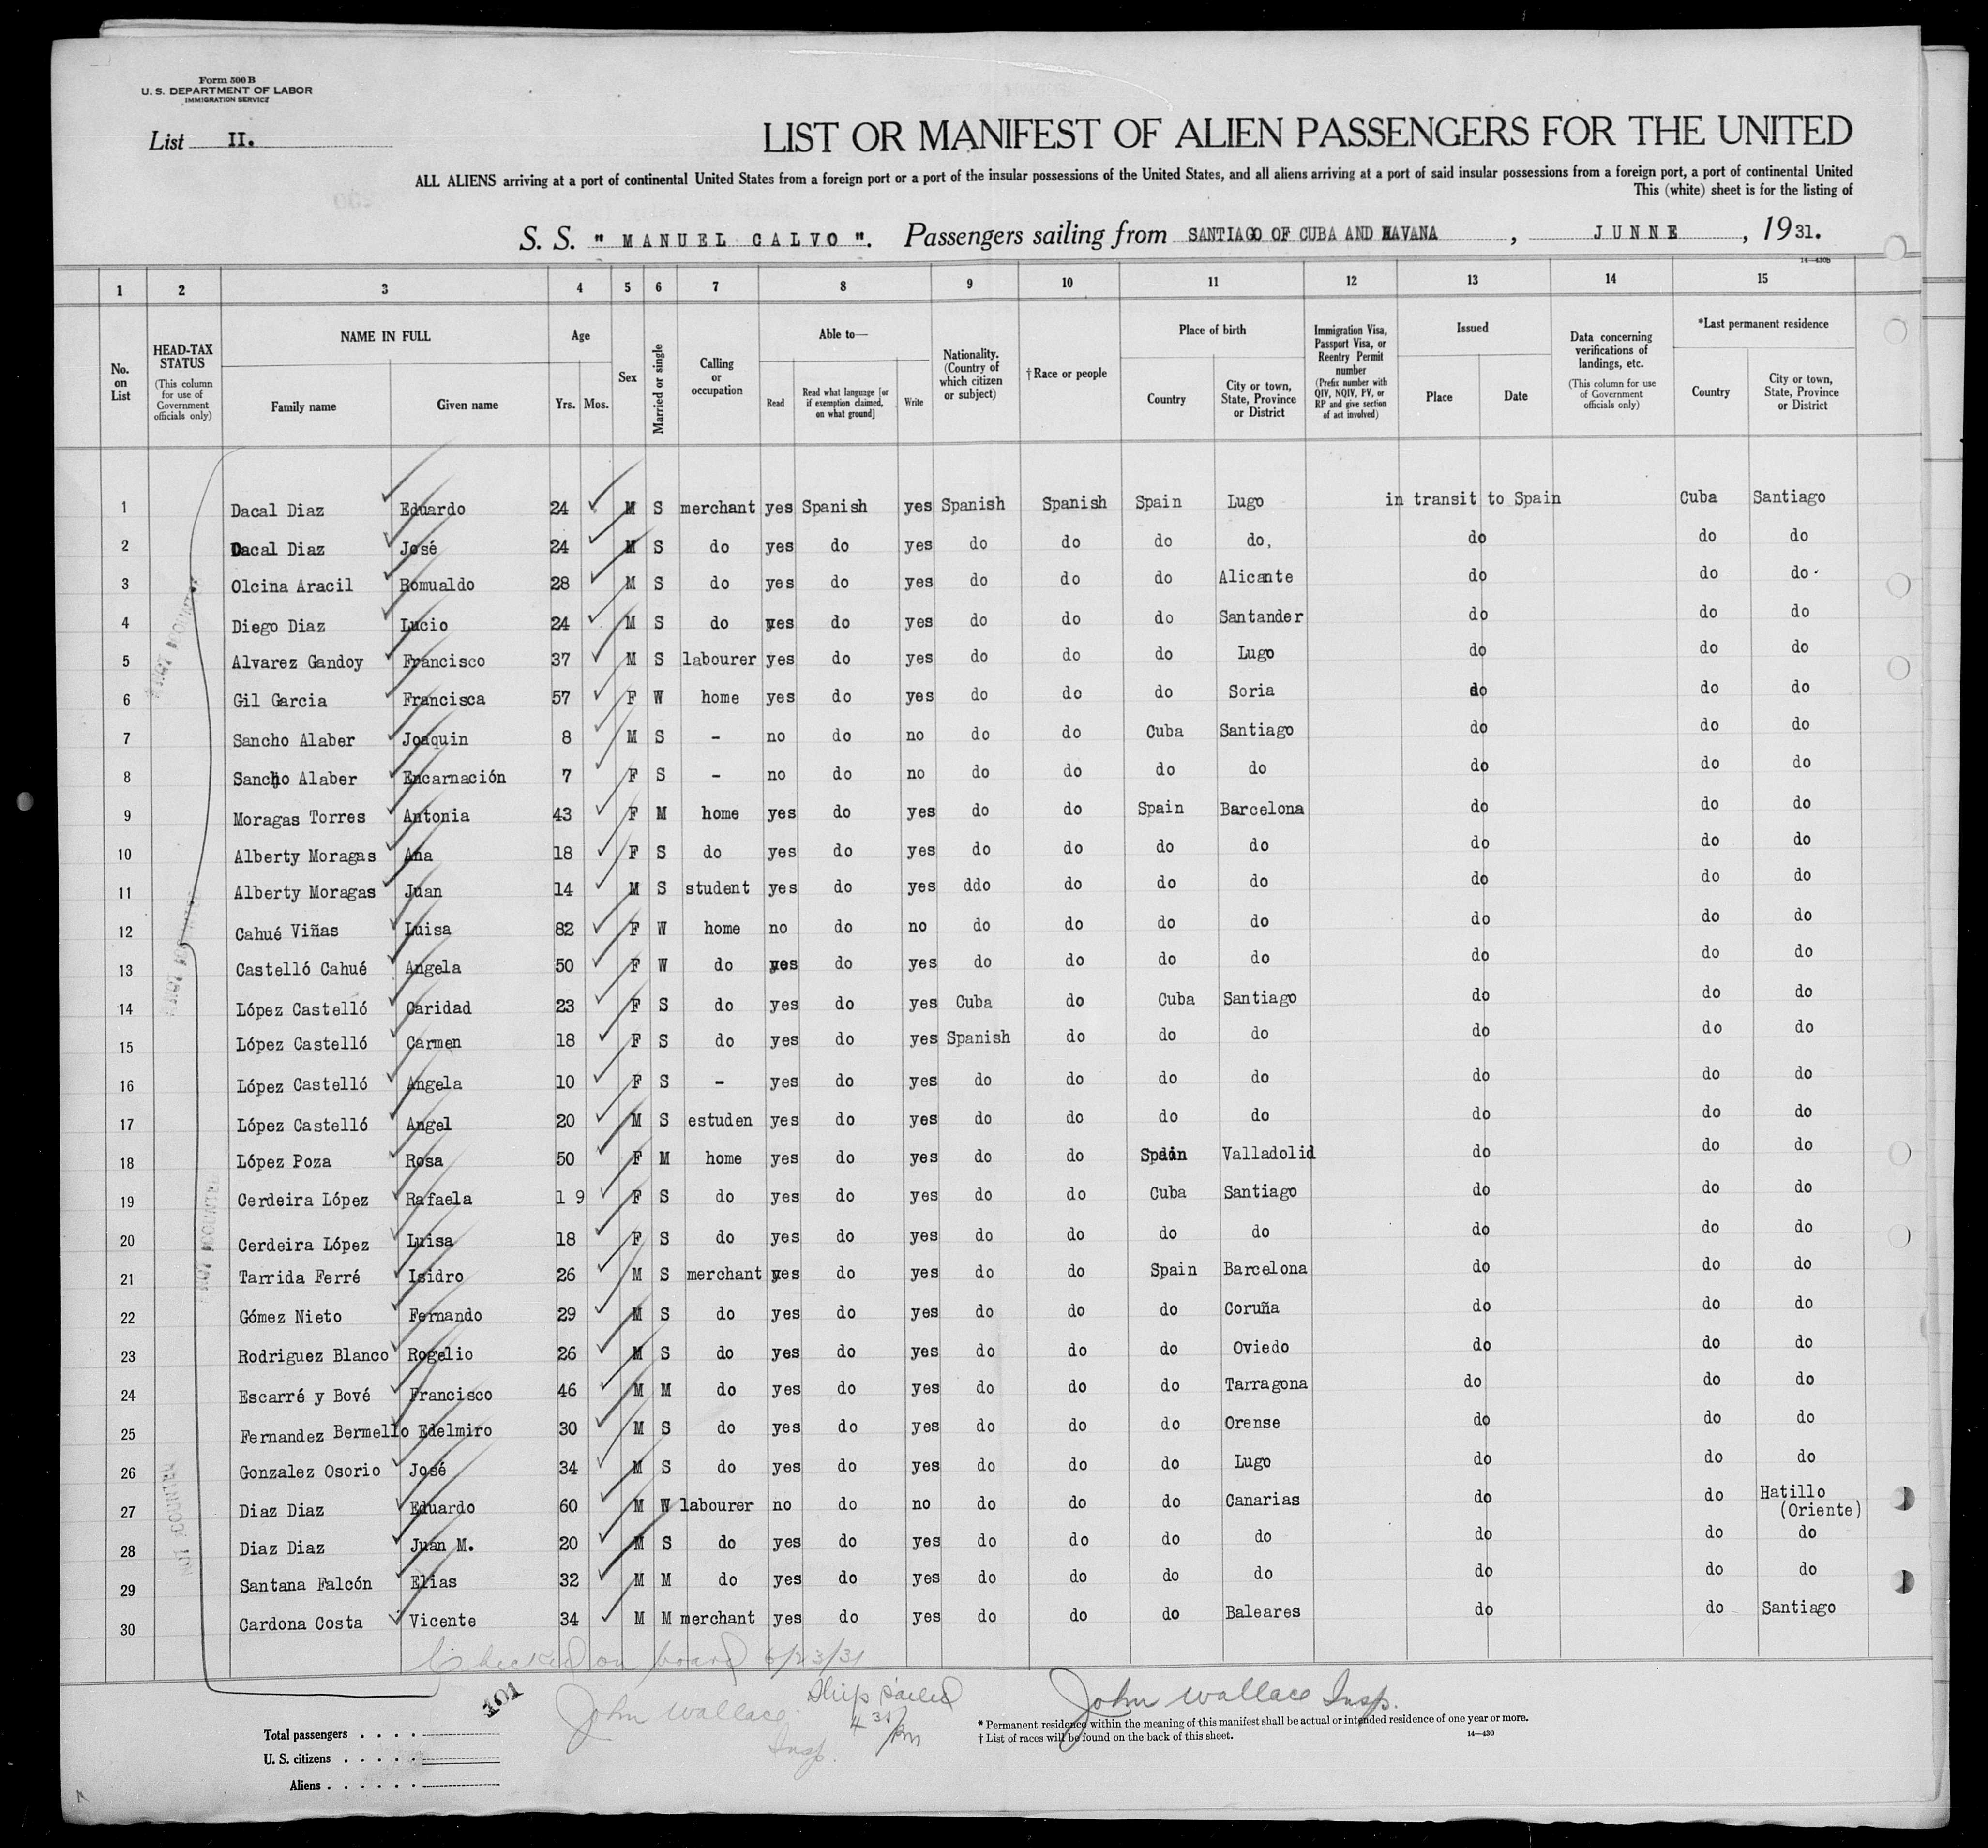 Form 500 B
U. S. DEPARTMENT OF LABOR
IMMIGRATION SERVICE
List II.
LIST OR MANIFEST OF ALIEN PASSENGERS FOR THE UNITED
ALL ALIENS arriving at a port of continental United States from a foreign port or a port of the insular possessions of the United States, and all aliens arriving at a port of said insular possessions from a foreign port, a port of continental United
This (white) sheet is for the listing of
S. S. " MANUEL CALVO ". Passengers sailing from SANTIAGO OF CUBA AND HAVANA , JUNNE , 1931.
14—430b
1 2 3 4 5 6 7 8 9 10 11 12 13 14 15
No. on List
HEAD-TAX STATUS (This column for use of Government officials only)
NAME IN FULL
Family name Given name
Age
Yrs. Mos.
Sex
Married or single
Calling or occupation
Able to—
Read Read what language [or if exemption claimed, on what ground] Write
Nationality. (Country of which citizen or subject)
† Race or people
Place of birth
Country City or town, State, Province or District
Immigration Visa, Passport Visa, or Reentry Permit number (Prefix number with QIV, NQIV, PV, or RP and give section of act involved)
Issued
Place Date
Data concerning verifications of landings, etc. (This column for use of Government officials only)
*Last permanent residence
Country City or town, State, Province or District
1 Dacal Diaz Eduardo 24 M S merchant yes Spanish yes Spanish Spanish Spain Lugo in transit to Spain Cuba Santiago
2 Dacal Diaz José 24 M S do yes do yes do do do do, do do do
3 Olcina Aracil Romualdo 28 M S do yes do yes do do do Alicante do do do
4 Diego Diaz Lucio 24 M S do yes do yes do do do Santander do do do
5 Alvarez Gandoy Francisco 37 M S labourer yes do yes do do do Lugo do do do
6 Gil Garcia Francisca 57 F W home yes do yes do do do Soria do do do
7 Sancho Alaber Joaquin 8 M S - no do no do do Cuba Santiago do do do
8 Sancho Alaber Encarnación 7 F S - no do no do do do do do do do
9 Moragas Torres Antonia 43 F M home yes do yes do do Spain Barcelona do do do
10 Alberty Moragas Ana 18 F S do yes do yes do do do do do do do
11 Alberty Moragas Juan 14 M S student yes do yes ddo do do do do do do
12 Cahué Viñas Luisa 82 F W home no do no do do do do do do do
13 Castelló Cahué Angela 50 F W do yes do yes do do do do do do do
14 López Castelló Caridad 23 F S do yes do yes Cuba do Cuba Santiago do do do
15 López Castelló Carmen 18 F S do yes do yes Spanish do do do do do do
16 López Castelló Angela 10 F S - yes do yes do do do do do do do
17 López Castelló Angel 20 M S estuden yes do yes do do do do do do do
18 López Poza Rosa 50 F M home yes do yes do do Spain Valladolid do do do
19 Cerdeira López Rafaela 1 9 F S do yes do yes do do Cuba Santiago do do do
20 Cerdeira López Luisa 18 F S do yes do yes do do do do do do do
21 Tarrida Ferré Isidro 26 M S merchant yes do yes do do Spain Barcelona do do do
22 Gómez Nieto Fernando 29 M S do yes do yes do do do Coruña do do do
23 Rodriguez Blanco Rogelio 26 M S do yes do yes do do do Oviedo do do do
24 Escarré y Bové Francisco 46 M M do yes do yes do do do Tarragona do do do
25 Fernandez Bermello Edelmiro 30 M S do yes do yes do do do Orense do do do
26 Gonzalez Osorio José 34 M S do yes do yes do do do Lugo do do do
27 Diaz Diaz Eduardo 60 M W labourer no do no do do do Canarias do do Hatillo (Oriente)
28 Diaz Diaz Juan M. 20 M S do yes do yes do do do do do do do
29 Santana Falcón Elias 32 M M do yes do yes do do do do do do do
30 Cardona Costa Vicente 34 M M merchant yes do yes do do do Baleares do do Santiago
Checked on board 6/23/31
John Wallace Insp.
Ship sailed 4 31/pm
John Wallace Insp.
101
Total passengers . . . .
U. S. citizens . . . . .
Aliens . . . . . .
* Permanent residence within the meaning of this manifest shall be actual or intended residence of one year or more.
† List of races will be found on the back of this sheet.
14—430